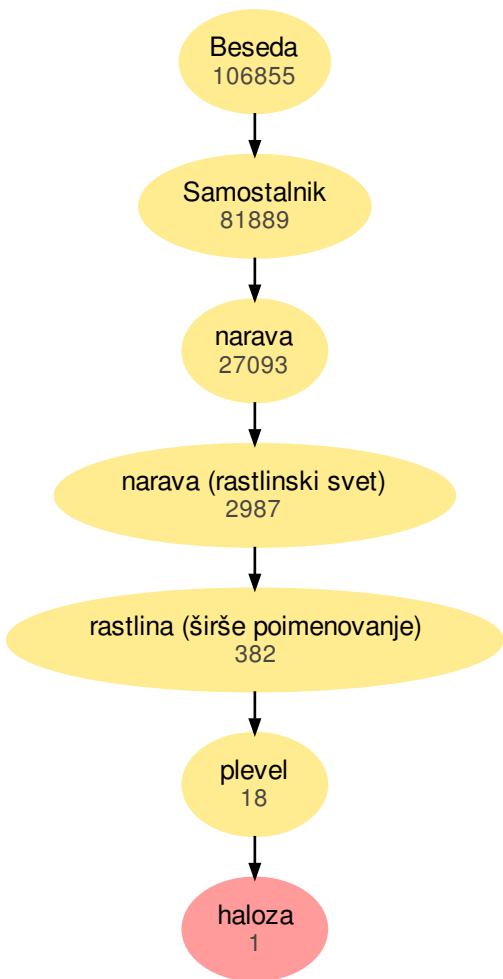 Beseda
106855
Samostalnik
81889
narava
27093
narava (rastlinski svet)
2987
rastlina (širše poimenovanje)
382
plevel
18
haloza
1